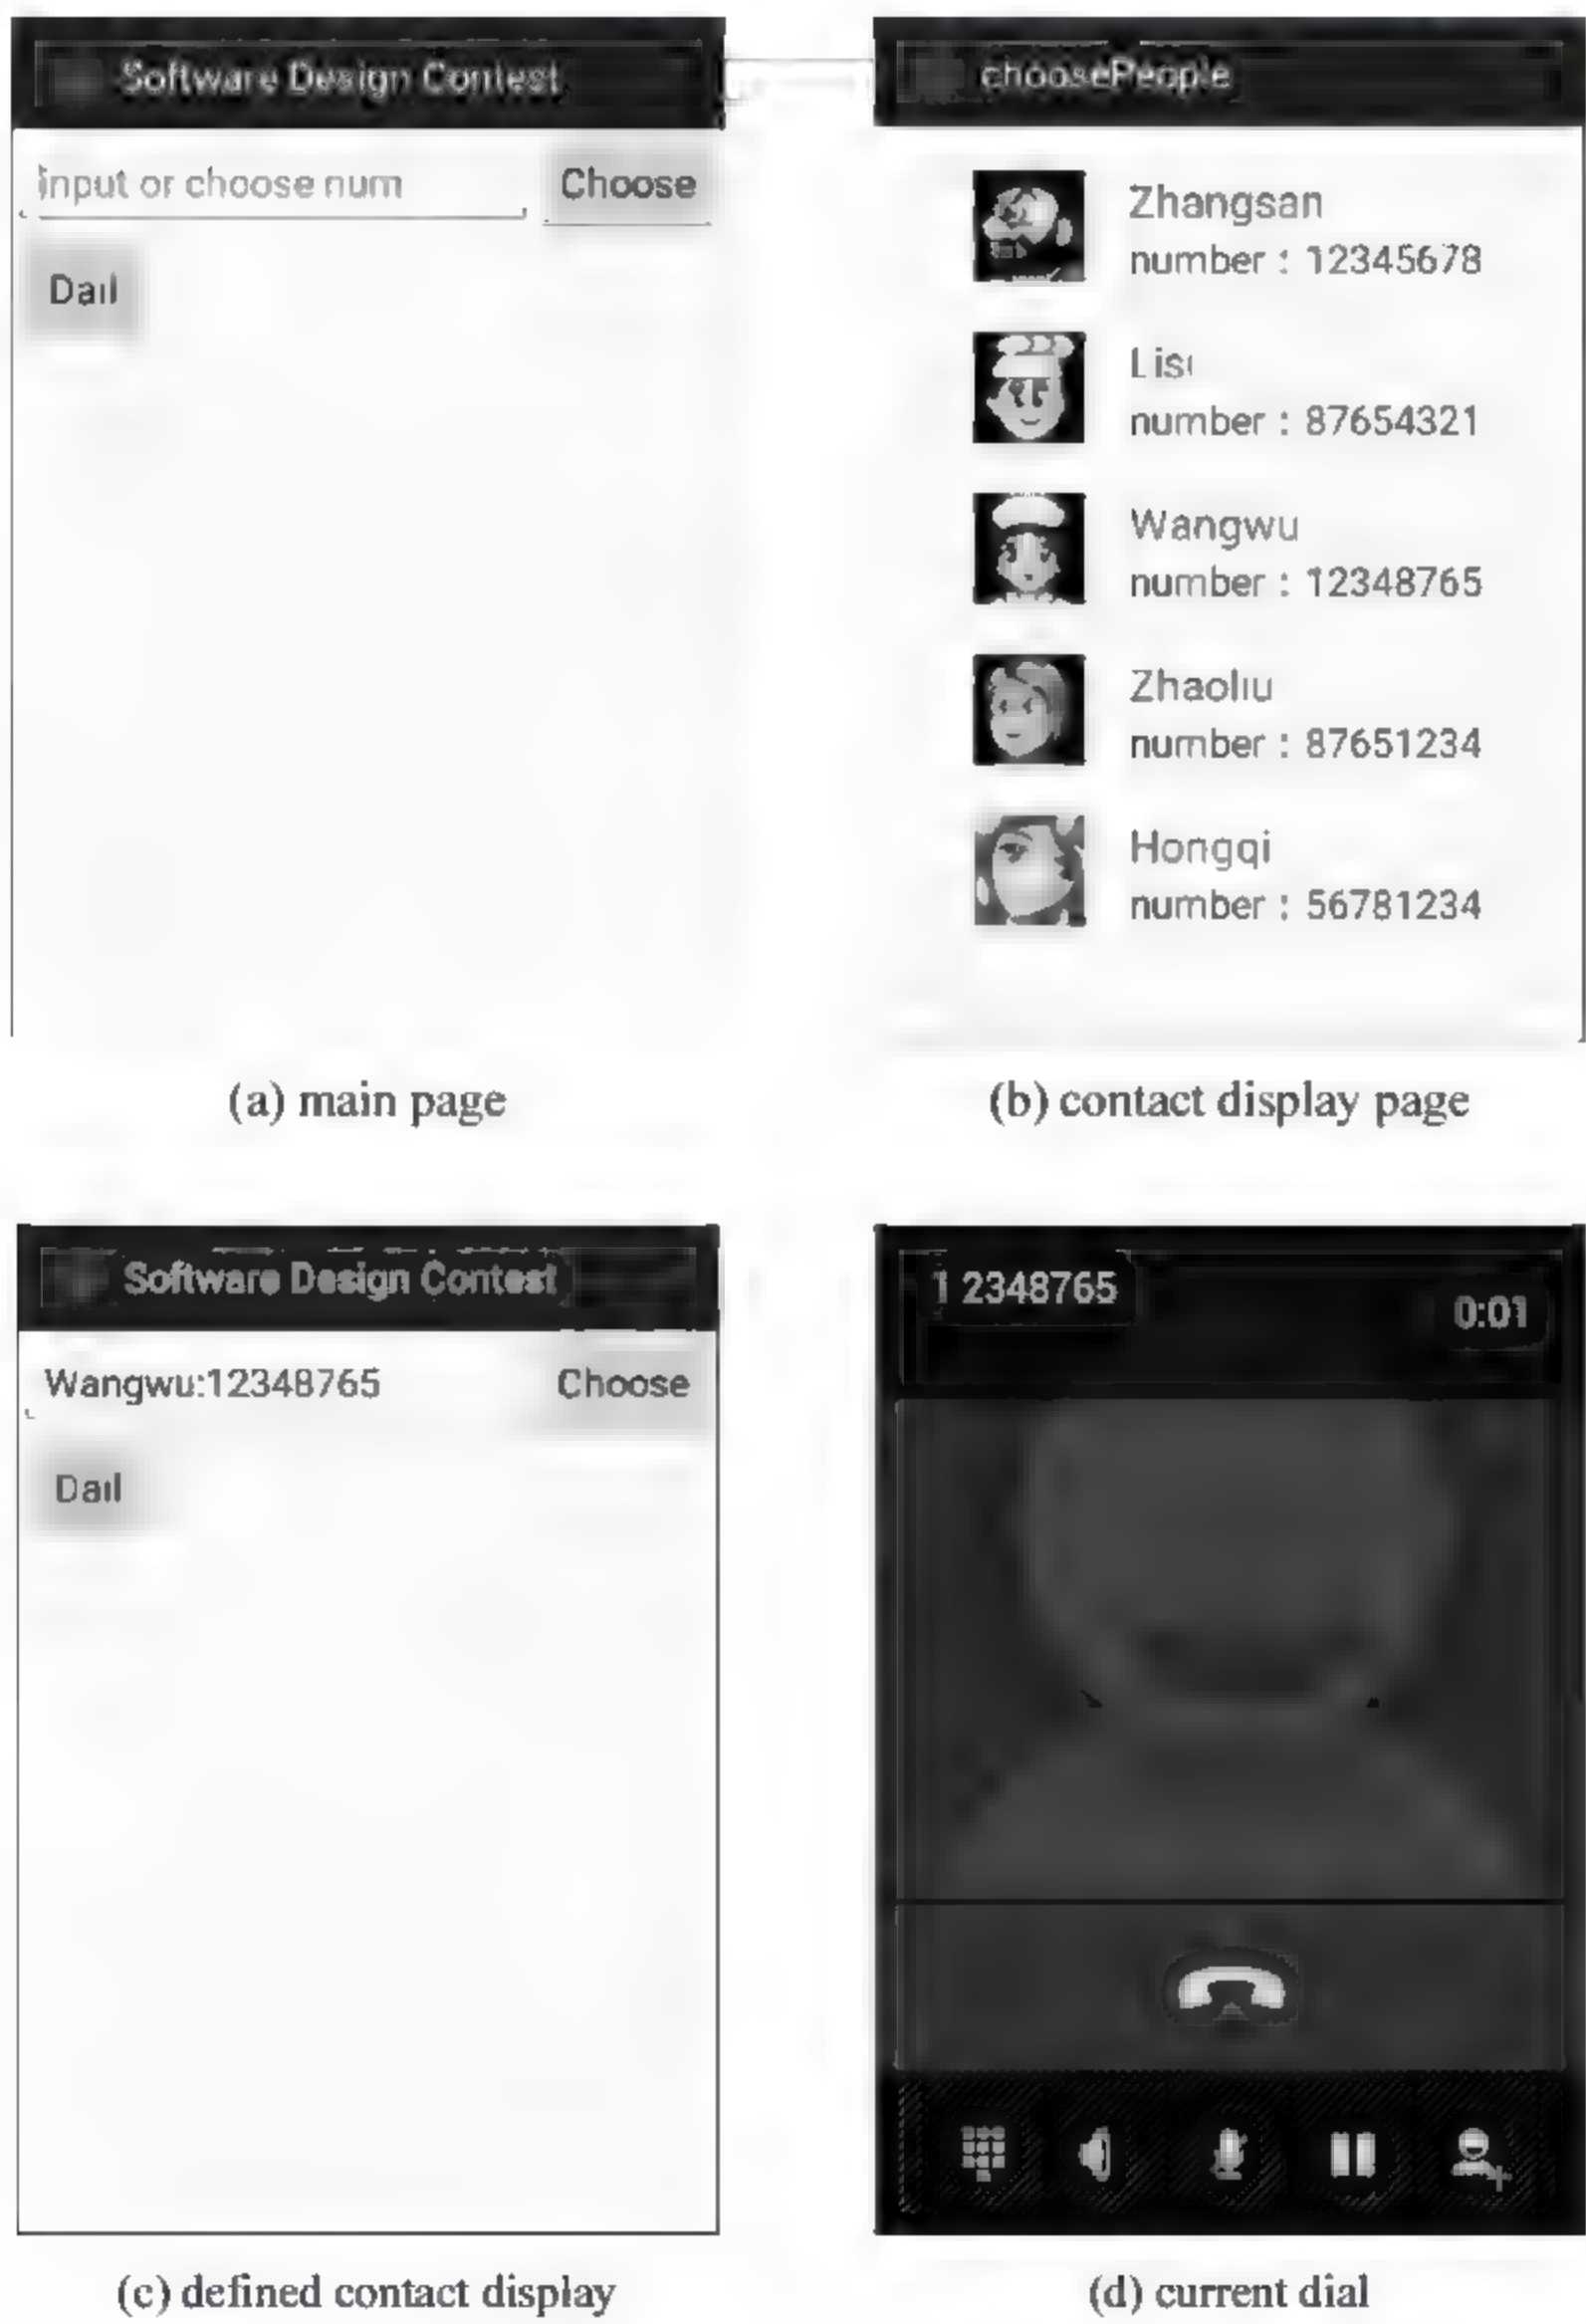 Software Design Contest
input or choose num
Choose
Dail
(a) main page
choosePeople
Zhangsan
number : 12345678
number : 87654321
Wangwu
number : 12348765
Zhaoliu
number : 87651234
Hongqi
number : 56781234
(b) contact display page
Software Design Contest
Wangwu:12348765
Choose
Dail
(c) defined contact display
1 2348765
0:01
(d) current dial